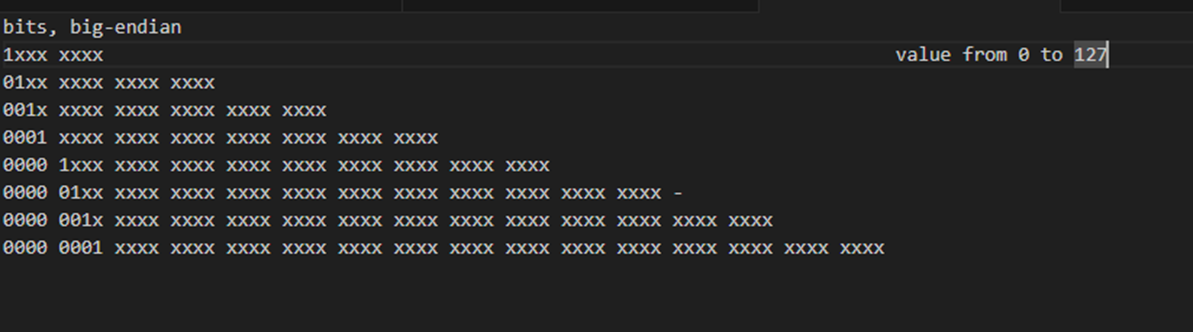 bits, big-endian
1xxx xxxx value from 0 to 127
01xx xxxx xxxx xxxx
001x xxxx xxxx xxxx xxxx xxxx
0001 xxxx xxxx xxxx xxxx xxxx xxxx xxxx
0000 1xxx xxxx xxxx xxxx xxxx xxxx xxxx xxxx xxxx
0000 01xx xxxx xxxx xxxx xxxx xxxx xxxx xxxx xxxx xxxx xxxx -
0000 001x xxxx xxxx xxxx xxxx xxxx xxxx xxxx xxxx xxxx xxxx xxxx xxxx
0000 0001 xxxx xxxx xxxx xxxx xxxx xxxx xxxx xxxx xxxx xxxx xxxx xxxx xxxx xxxx